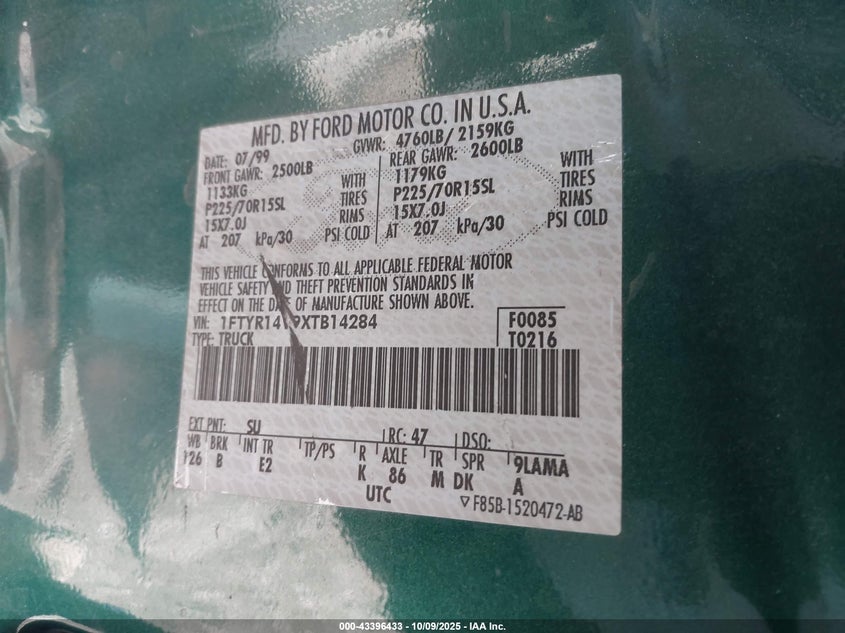 MFD. BY FORD MOTOR CO. IN U.S.A.
DATE: 07/99 GVWR: 4760LB/ 2159KG
FRONT GAWR: 2500LB REAR GAWR: 2600LB
1133KG WITH 1179KG WITH
P225/70R15SL TIRES P225/70R15SL TIRES
15X7.0J RIMS 15X7.0J RIMS
AT 207 kPa/30 PSI COLD AT 207 kPa/30 PSI COLD
THIS VEHICLE CONFORMS TO ALL APPLICABLE FEDERAL MOTOR
VEHICLE SAFETY AND THEFT PREVENTION STANDARDS IN
EFFECT ON THE DATE OF MANUFACTURE SHOWN ABOVE.
VIN: F0085
TYPE: TRUCK T0216
EXT PNT: SU RC: 47 DSO:
WB BRK INT TR TP/PS R AXLE TR SPR 9LAMA
126 B E2 K 86 M DK A
UTC
▽F85B-1520472-AB
000-43396433 - 10/09/2025 - IAA Inc.